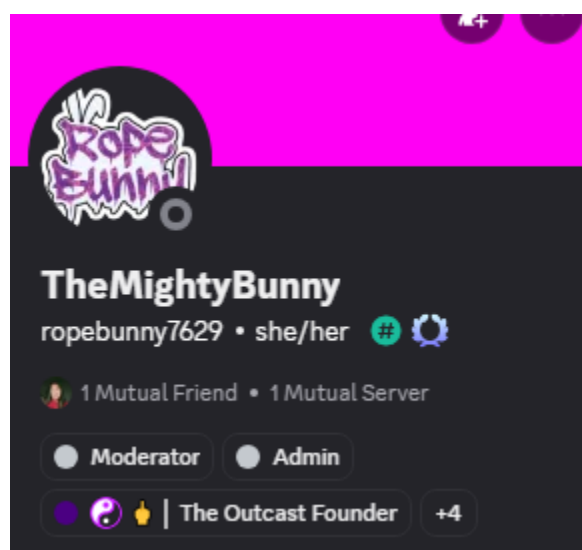 Rope
Bunny
TheMightyBunny
ropebunny7629 • she/her #
1 Mutual Friend • 1 Mutual Server
Moderator Admin
| The Outcast Founder +4